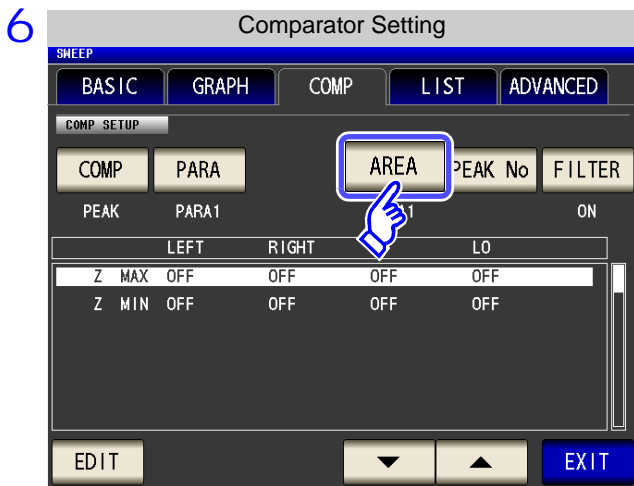 6
Comparator Setting
SWEEP
BASIC GRAPH COMP LIST ADVANCED
COMP SETUP
COMP PARA AREA PEAK No FILTER
PEAK PARA1 ON
LEFT RIGHT LO
Z MAX OFF OFF OFF OFF
Z MIN OFF OFF OFF OFF
EDIT EXIT